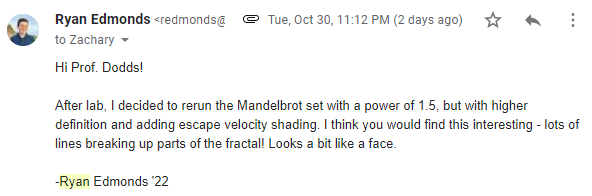 Ryan Edmonds <redmonds@ Tue, Oct 30, 11:12 PM (2 days ago)
to Zachary
Hi Prof. Dodds!
After lab, I decided to rerun the Mandelbrot set with a power of 1.5, but with higher
definition and adding escape velocity shading. I think you would find this interesting - lots of
lines breaking up parts of the fractal! Looks a bit like a face.
-Ryan Edmonds '22